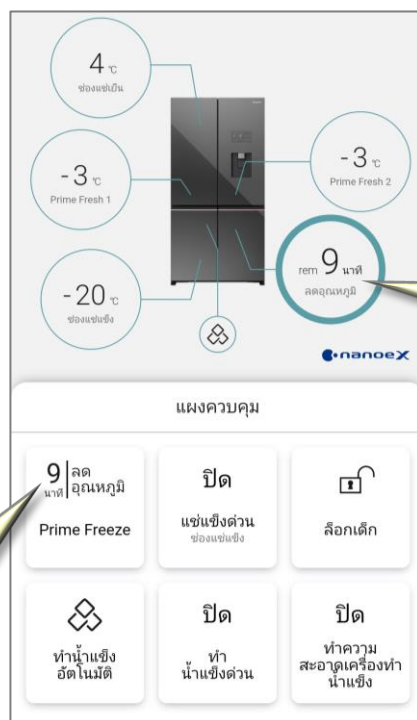 4 ℃
ช่องแช่เย็น
-3 ℃
Prime Fresh 1
-3 ℃
Prime Fresh 2
rem 9 นาที
ลดอุณหภูมิ
-20 ℃
ช่องแช่แข็ง
nanoeX
แผงควบคุม
9 นาที
ลด
อุณหภูมิ
Prime Freeze
ปิด
แช่แข็งด่วน
ช่องแช่แข็ง
ล็อกเด็ก
ทำน้ำแข็ง
อัตโนมัติ
ปิด
ทำ
น้ำแข็งด่วน
ปิด
ทำความ
สะอาดเครื่องทำ
น้ำแข็ง